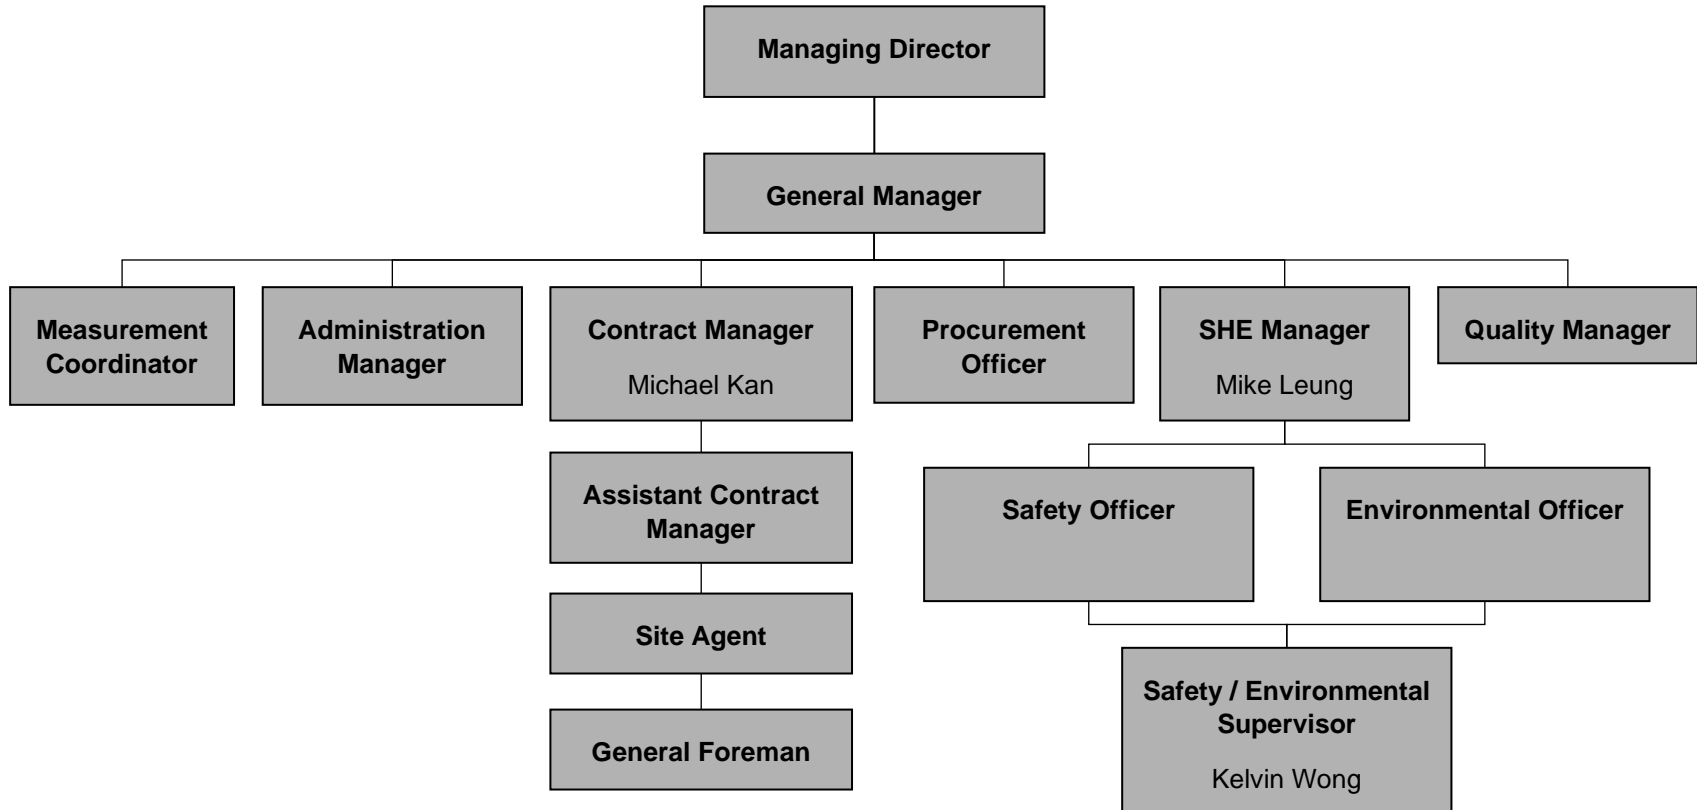 Managing Director
General Manager
Measurement
Coordinator
Administration
Manager
Contract Manager
Michael Kan
Procurement
Officer
SHE Manager
Mike Leung
Quality Manager
Assistant Contract
Manager
Safety Officer
Environmental Officer
Site Agent
General Foreman
Safety / Environmental
Supervisor
Kelvin Wong